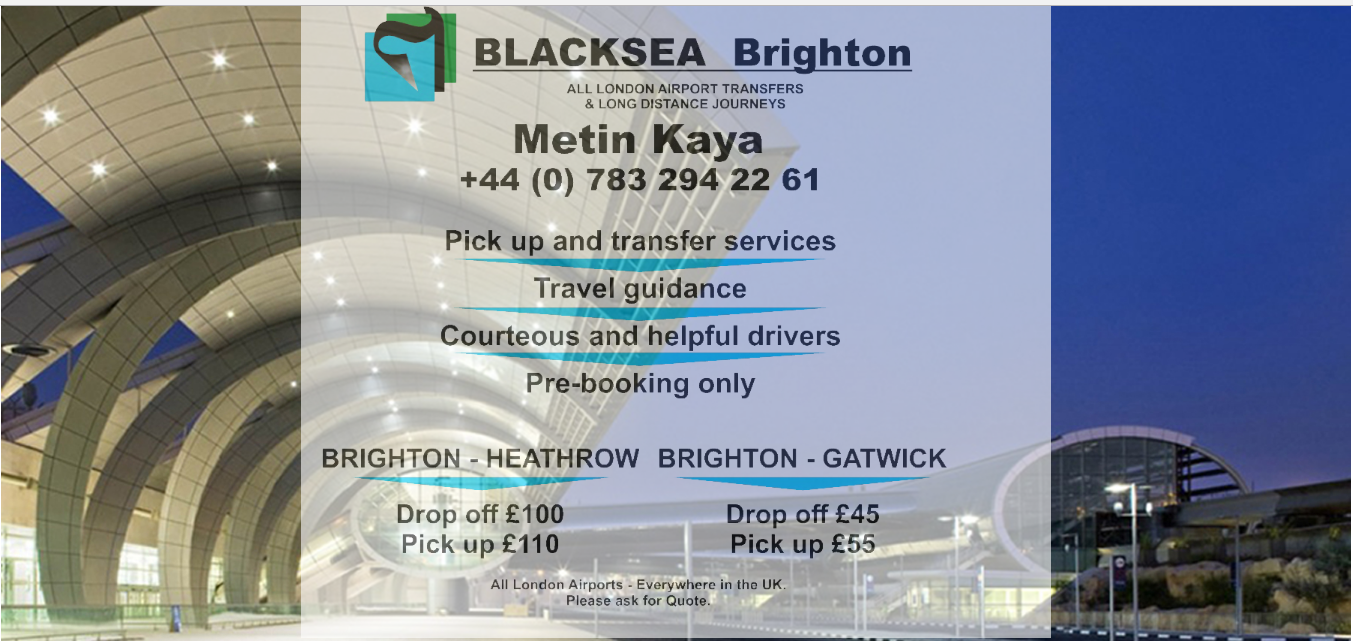 BLACKSEA Brighton
ALL LONDON AIRPORT TRANSFERS
& LONG DISTANCE JOURNEYS
Metin Kaya
+44 (0) 783 294 22 61
Pick up and transfer services
Travel guidance
Courteous and helpful drivers
Pre-booking only
BRIGHTON - HEATHROW
Drop off £100
Pick up £110
BRIGHTON - GATWICK
Drop off £45
Pick up £55
All London Airports - Everywhere in the UK.
Please ask for Quote.